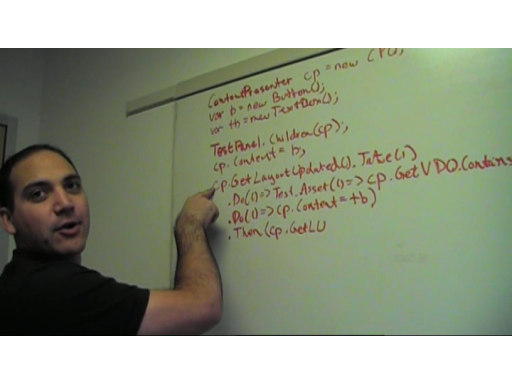 ContentPresenter cp = new CP();
var b = new Button();
var tb = new TextBox();
TestPanel.Children(cp);
cp.Content = b;
cp.GetLayoutUpdated().Take(1)
.Do(()=>Test.Assert(()=>cp.GetVDO.Contains
.Do(()=>cp.Content = tb)
.Then(cp.GetLU